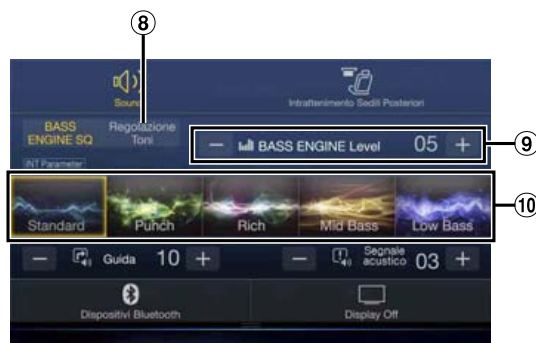 ⑧
Sound
Intrattenimento Sedili Posteriori
BASS
ENGINE SQ
Regolazione
Toni
INT Parameter
− BASS ENGINE Level 05 +
⑨
Standard
Punch
Rich
Mid Bass
Low Bass
⑩
− Guida 10 +
− Segnale
acustico 03 +
Dispositivi Bluetooth
Display Off